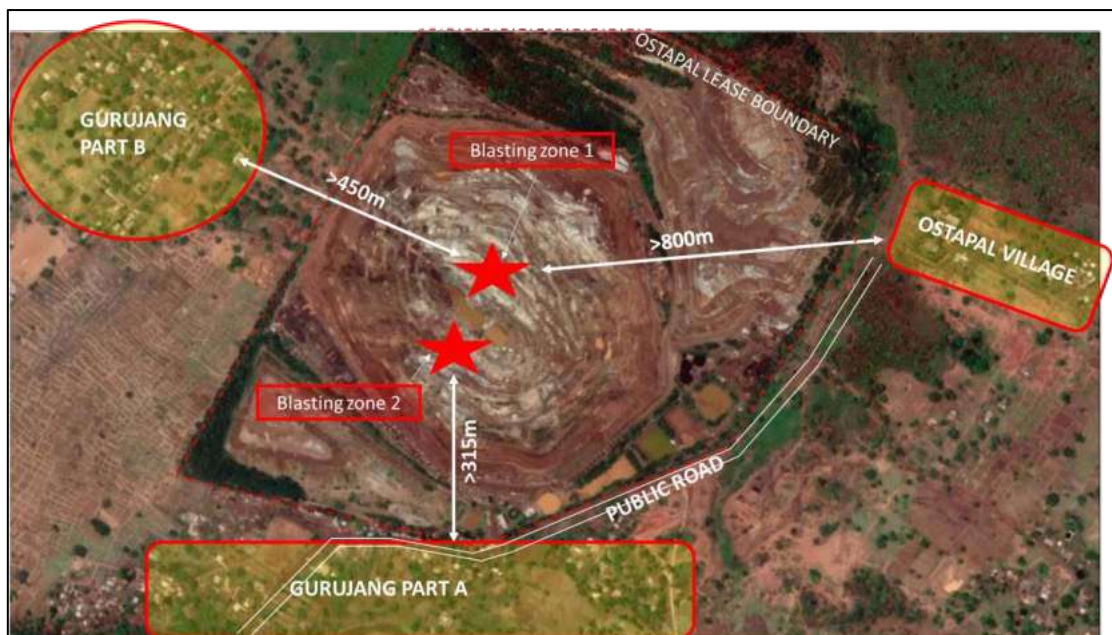 OSTAPAL LEASE BOUNDARY
GURUJANG
PART B
Blasting zone 1
>450m
>800m
OSTAPAL VILLAGE
Blasting zone 2
>315m
PUBLIC ROAD
GURUJANG PART A